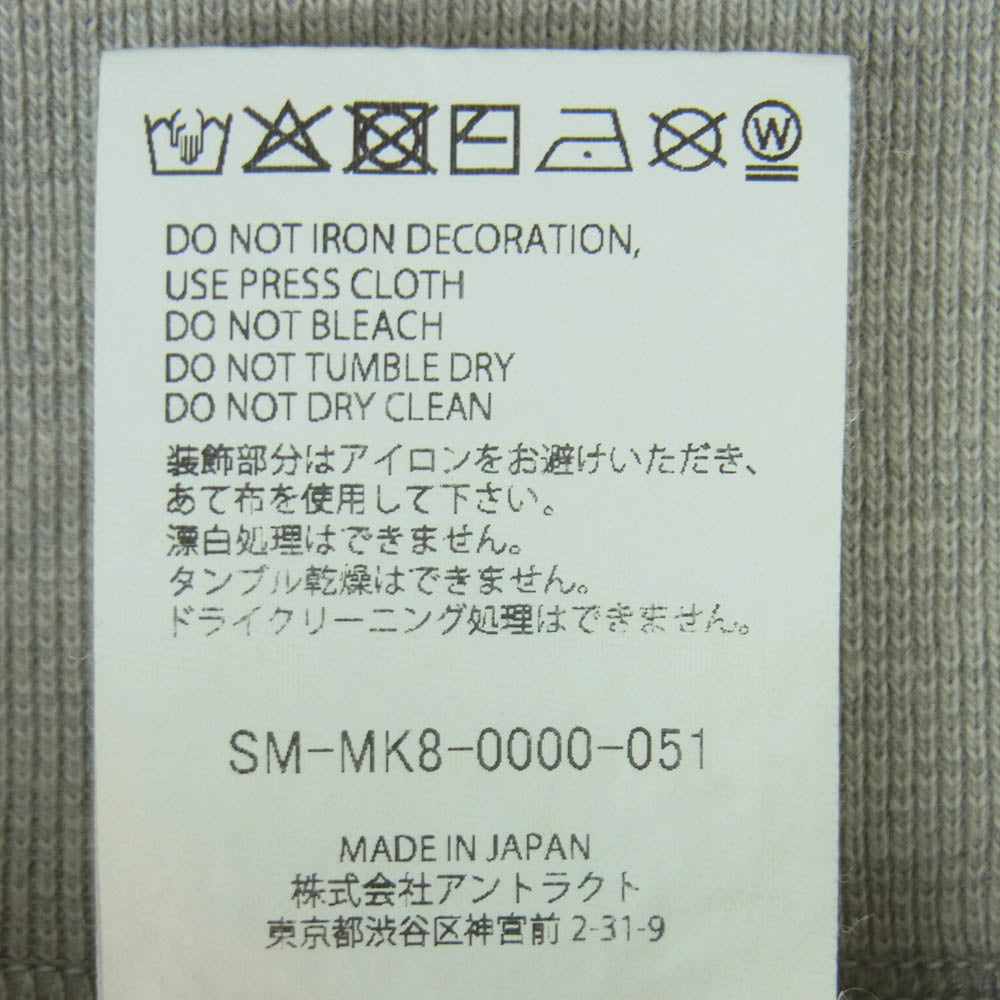 W
DO NOT IRON DECORATION,
USE PRESS CLOTH
DO NOT BLEACH
DO NOT TUMBLE DRY
DO NOT DRY CLEAN
装飾部分はアイロンをお避けいただき、
あて布を使用して下さい。
漂白処理はできません。
タンブル乾燥はできません。
ドライクリーニング処理はできません。
SM-MK8-0000-051
MADE IN JAPAN
株式会社アントラクト
東京都渋谷区神宮前 2-31-9